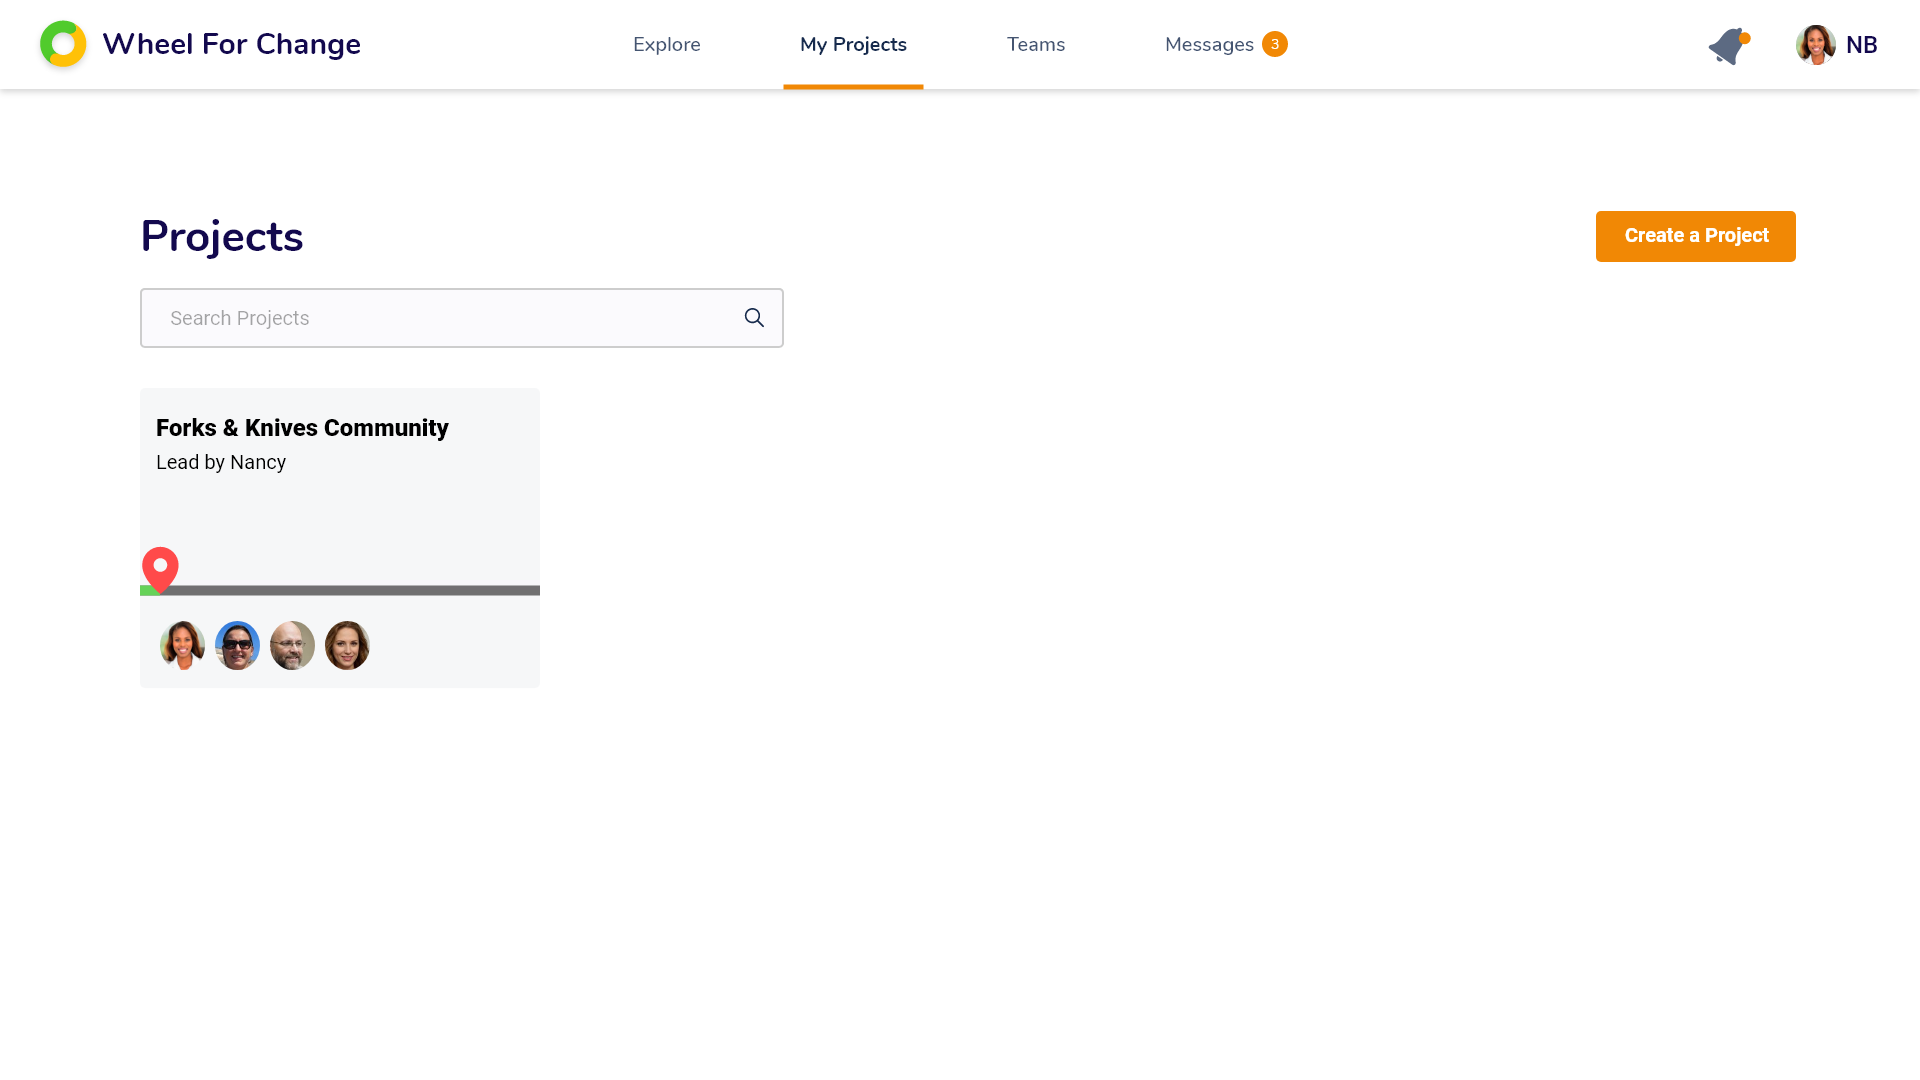 Wheel For Change
Explore
My Projects
Teams
Messages 3
NB
Projects
Create a Project
Search Projects
Forks & Knives Community
Lead by Nancy